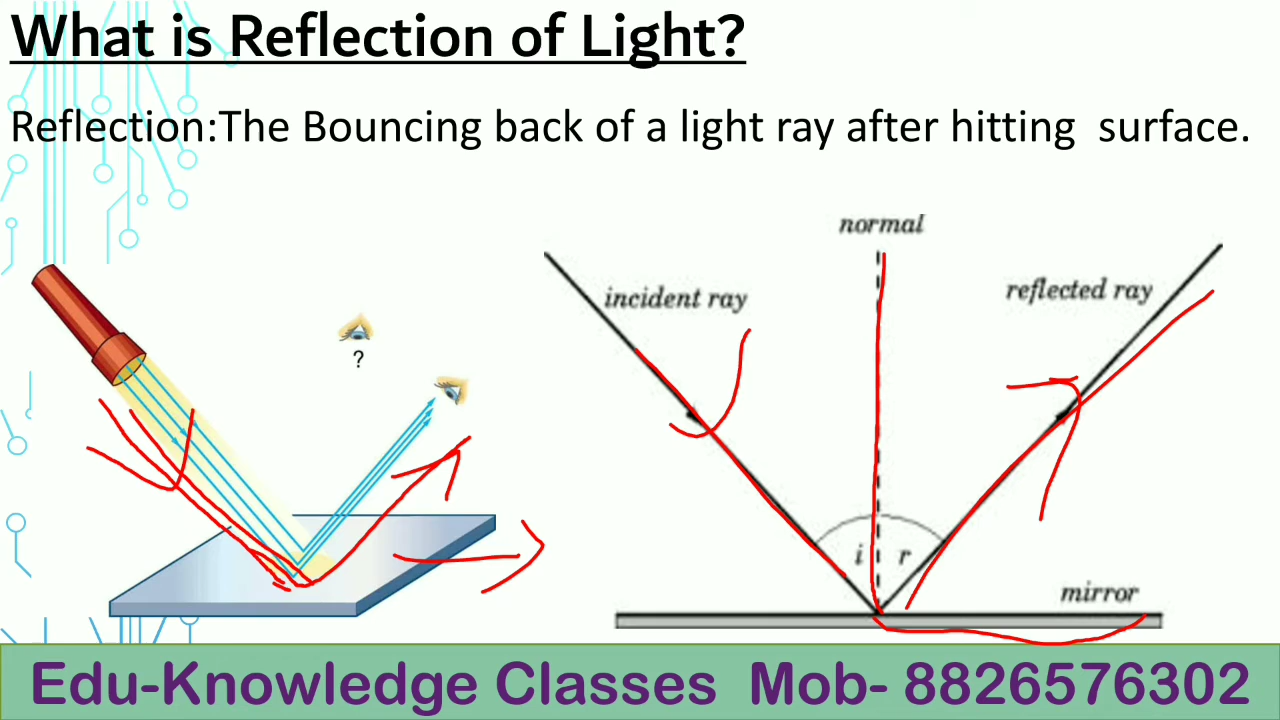 What is Reflection of Light?
Reflection:The Bouncing back of a light ray after hitting  surface.
?
normal
incident ray
reflected ray
i
r
mirror
Edu-Knowledge Classes  Mob- 8826576302